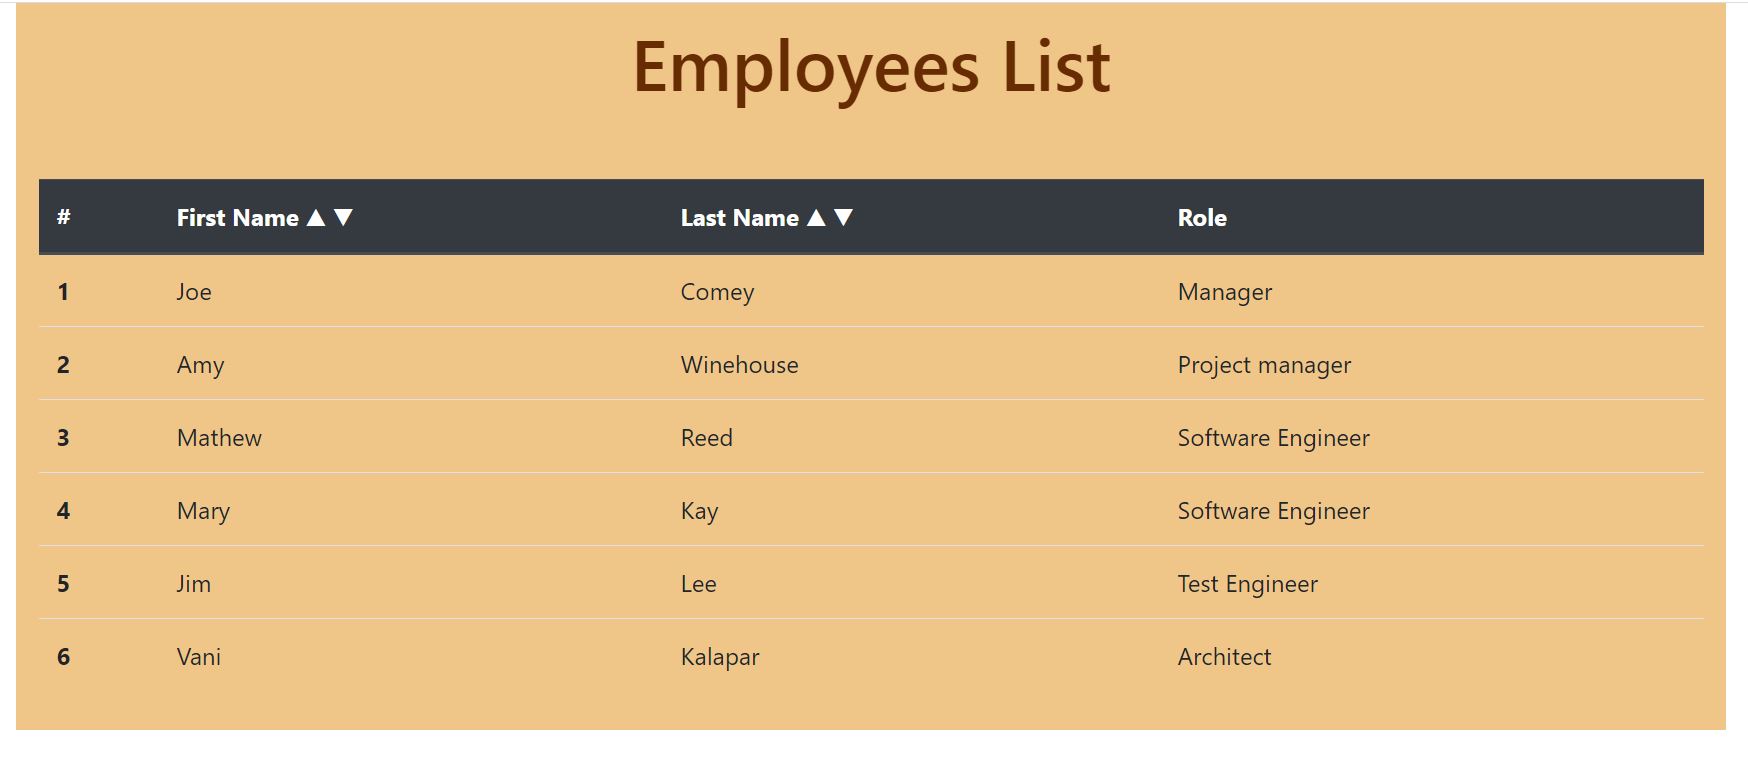 Employees List
# First Name ▲ ▼ Last Name ▲ ▼ Role
1 Joe Comey Manager
2 Amy Winehouse Project manager
3 Mathew Reed Software Engineer
4 Mary Kay Software Engineer
5 Jim Lee Test Engineer
6 Vani Kalapar Architect